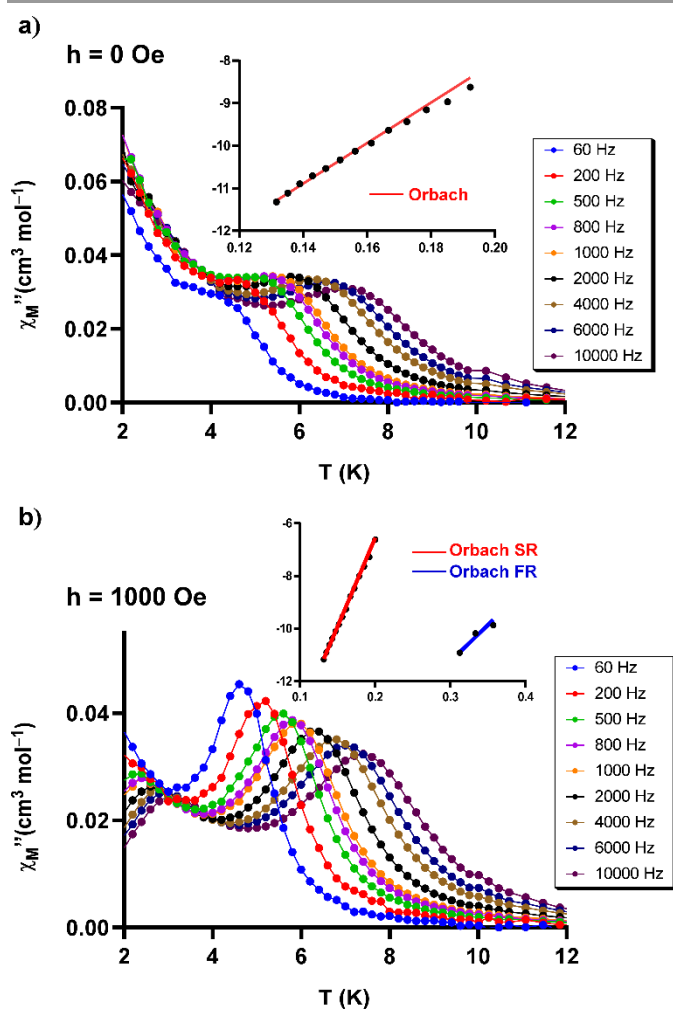 a)
h = 0 Oe
-8
-9
-10
-11
-12
0.12
0.14
0.16
0.18
0.20
Orbach
0.08
0.06
0.04
0.02
0.00
χM''(cm³ mol⁻¹)
2
4
6
8
10
12
T (K)
60 Hz
200 Hz
500 Hz
800 Hz
1000 Hz
2000 Hz
4000 Hz
6000 Hz
10000 Hz
b)
h = 1000 Oe
-6
-8
-10
-12
0.1
0.2
0.3
0.4
Orbach SR
Orbach FR
0.04
0.02
0.00
χM''(cm³ mol⁻¹)
2
4
6
8
10
12
T (K)
60 Hz
200 Hz
500 Hz
800 Hz
1000 Hz
2000 Hz
4000 Hz
6000 Hz
10000 Hz